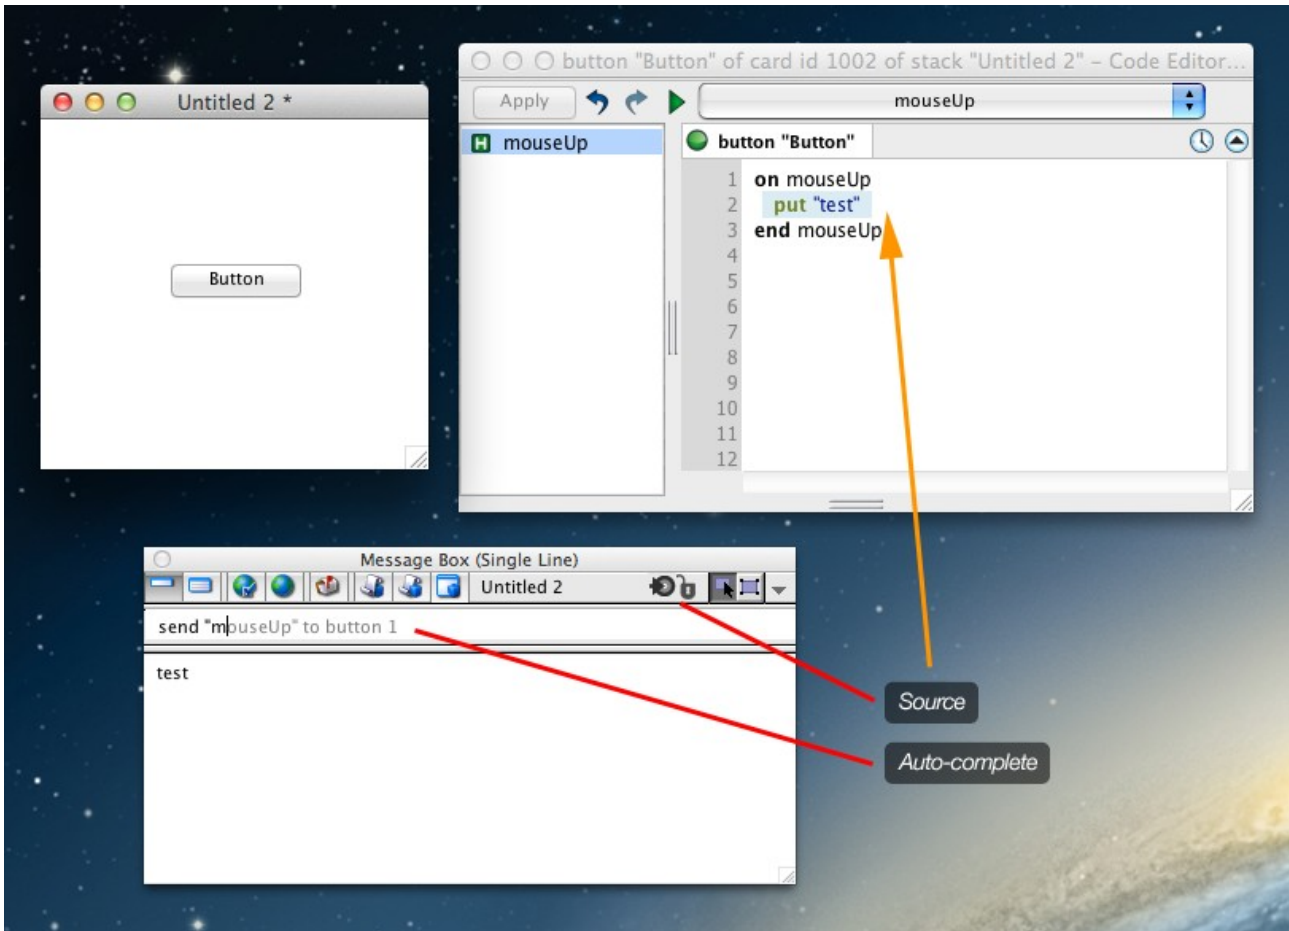 Untitled 2 *
Button
button "Button" of card id 1002 of stack "Untitled 2" – Code Editor...
Apply
mouseUp
H mouseUp
button "Button"
1 on mouseUp
2 put "test"
3 end mouseUp
4
5
6
7
8
9
10
11
12
Message Box (Single Line)
Untitled 2
send "mouseUp" to button 1
test
Source
Auto-complete